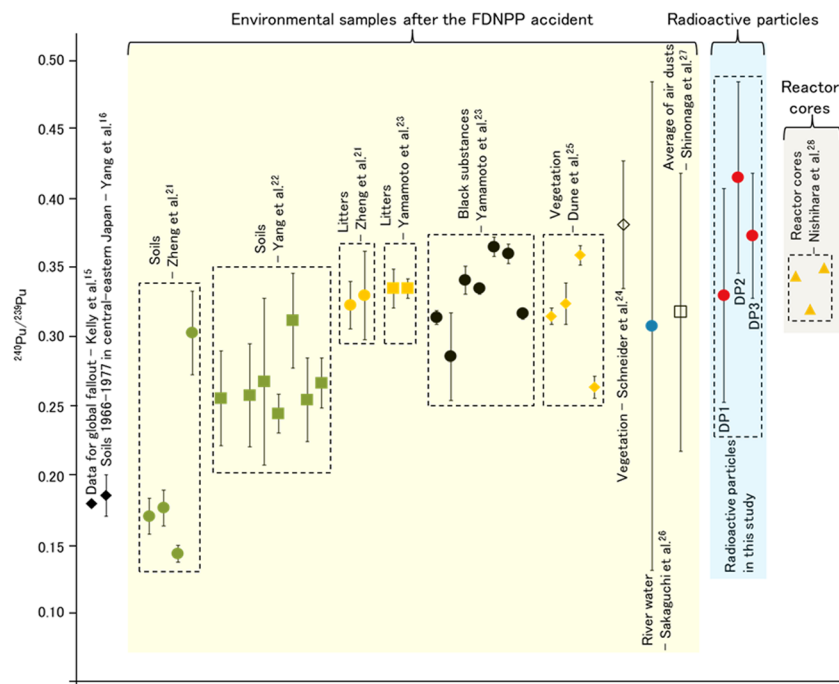 Environmental samples after the FDNPP accident
Radioactive particles
Reactor
cores
0.50
0.45
0.40
0.35
0.30
0.25
0.20
0.15
0.10
²⁴⁰Pu/²³⁹Pu
Data for global fallout – Kelly et al.¹⁵
Soils 1966–1977 in central-eastern Japan – Yang et al.¹⁶
Soils
– Zheng et al.²¹
Soils
– Yang et al.²²
Litters
– Zheng et al.²¹
Litters
– Yamamoto et al.²³
Black substances
– Yamamoto et al.²³
Vegetation
– Dune et al.²⁵
Vegetation – Schneider et al.²⁴
River water
– Sakaguchi et al.²⁶
Average of air dusts
– Shinonaga et al.²⁷
DP1
DP2
DP3
Radioactive particles
in this study
Reactor cores
– Nishihara et al.²⁸